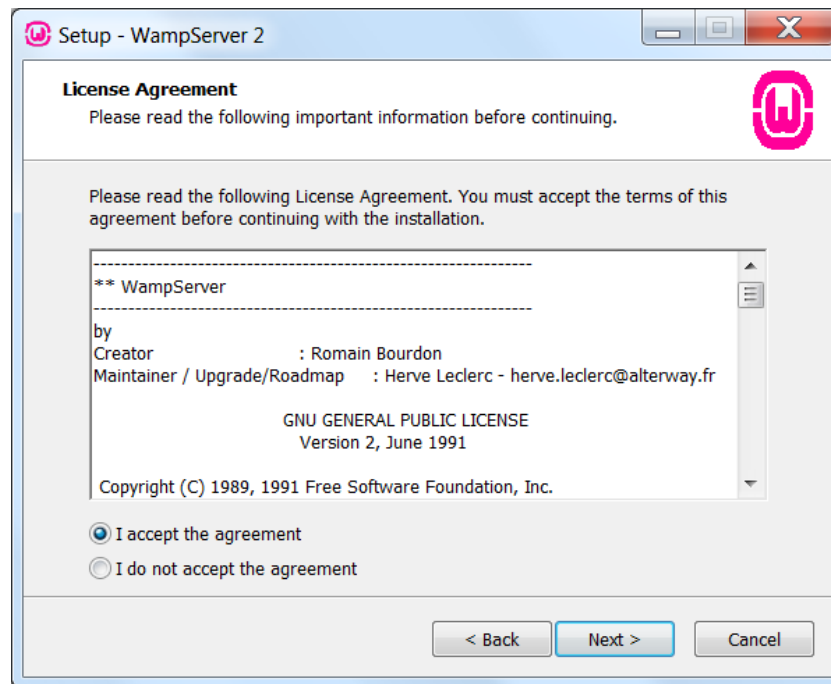 Setup - WampServer 2
License Agreement
Please read the following important information before continuing.
Please read the following License Agreement. You must accept the terms of this
agreement before continuing with the installation.
----------------------------------------------------------------
** WampServer
----------------------------------------------------------------
by
Creator : Romain Bourdon
Maintainer / Upgrade/Roadmap : Herve Leclerc - herve.leclerc@alterway.fr
GNU GENERAL PUBLIC LICENSE
Version 2, June 1991
Copyright (C) 1989, 1991 Free Software Foundation, Inc.
I accept the agreement
I do not accept the agreement
< Back Next > Cancel